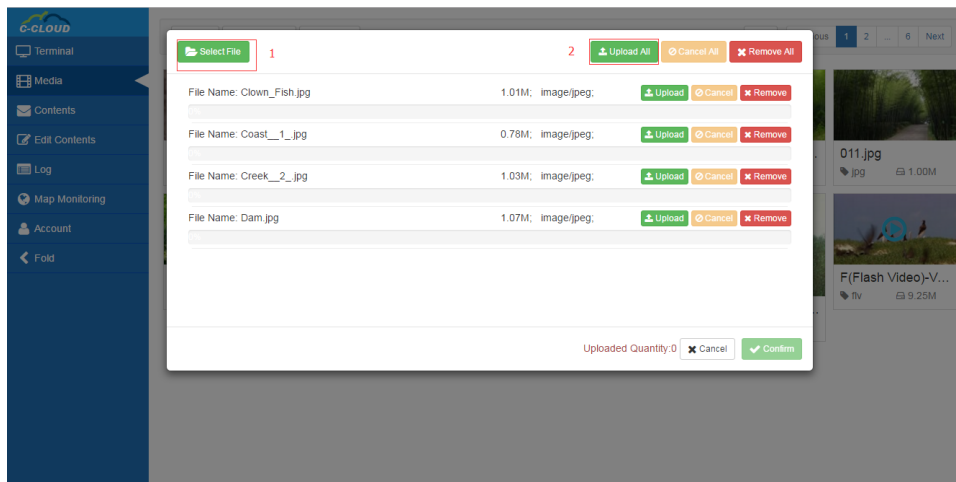 C-CLOUD
Terminal
Media
Contents
Edit Contents
Log
Map Monitoring
Account
Fold
Select File
1
2
Upload All
Cancel All
Remove All
ous 1 2 ... 6 Next
File Name: Clown_Fish.jpg 1.01M; image/jpeg; Upload Cancel Remove
File Name: Coast__1_.jpg 0.78M; image/jpeg; Upload Cancel Remove
File Name: Creek__2_.jpg 1.03M; image/jpeg; Upload Cancel Remove
File Name: Dam.jpg 1.07M; image/jpeg; Upload Cancel Remove
Uploaded Quantity:0 Cancel Confirm
011.jpg
jpg 1.00M
F(Flash Video)-V...
flv 9.25M